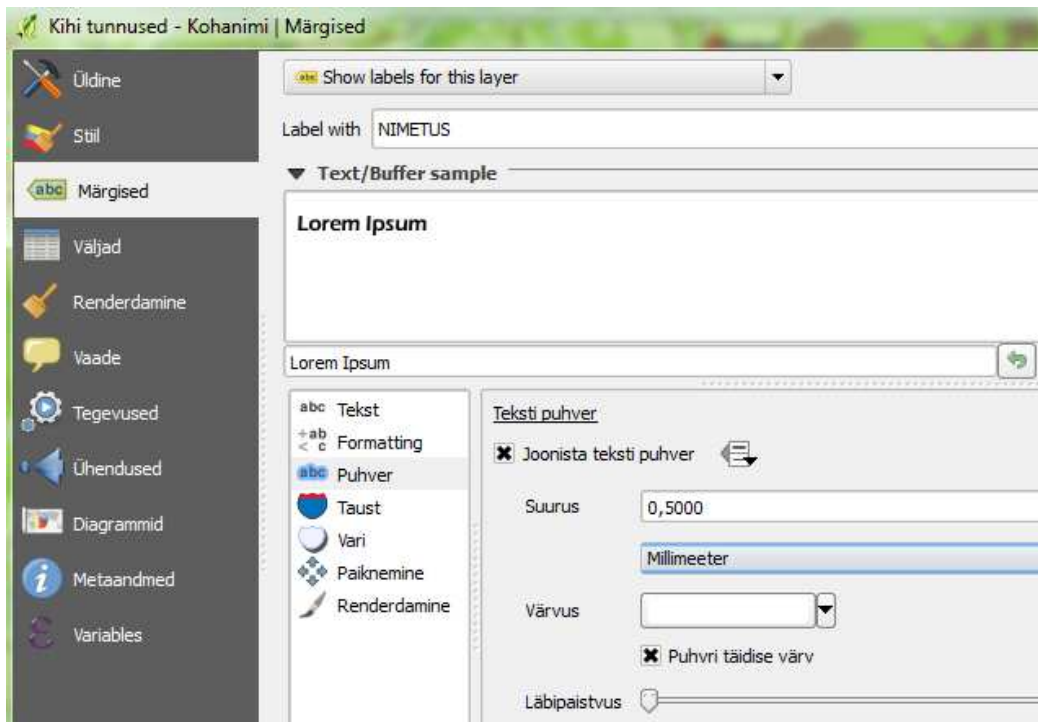 Kihi tunnused - Kohanimi | Märgised
Üldine
Stiil
Märgised
Väljad
Renderdamine
Vaade
Tegevused
Ühendused
Diagrammid
Metaandmed
Variables
Show labels for this layer
Label with NIMETUS
Text/Buffer sample
Lorem Ipsum
Lorem Ipsum
Tekst
Formatting
Puhver
Taust
Vari
Paiknemine
Renderdamine
Teksti puhver
Joonista teksti puhver
Suurus 0,5000
Millimeeter
Värvus
Puhvri täidise värv
Läbipaistvus